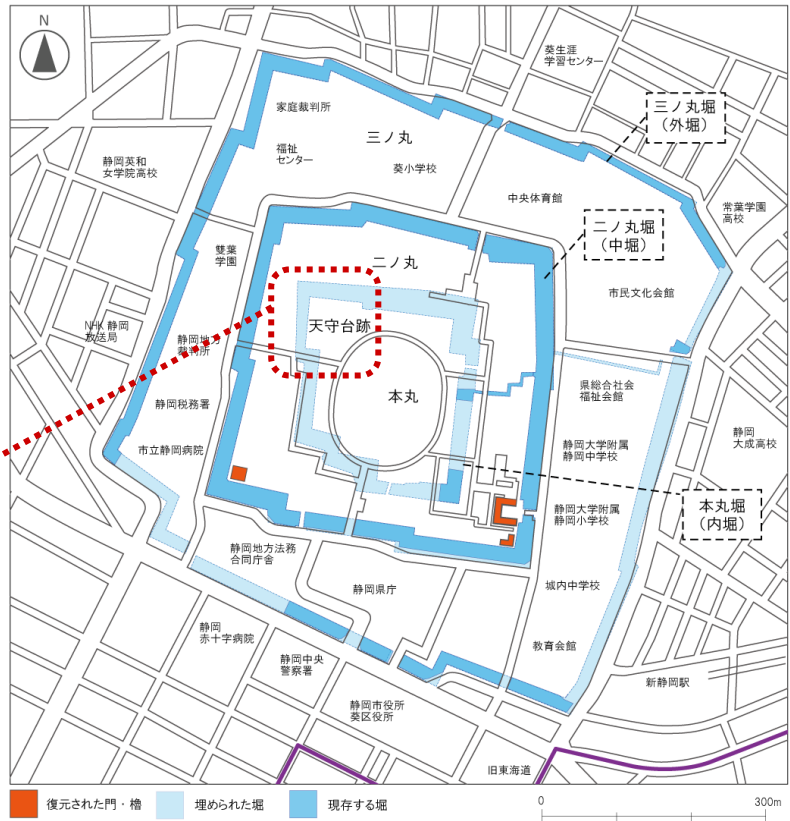 N
葵生涯
学習センター
三ノ丸堀
（外堀）
家庭裁判所
三ノ丸
福祉
センター
葵小学校
静岡英和
女学院高校
中央体育館
常葉学園
高校
二ノ丸堀
（中堀）
雙葉
学園
二ノ丸
市民文化会館
NHK 静岡
放送局
静岡地方
裁判所
天守台跡
本丸
県総合社会
福祉会館
静岡税務署
静岡
大成高校
市立静岡病院
静岡大学附属
静岡中学校
本丸堀
（内堀）
静岡大学附属
静岡小学校
静岡地方法務
合同庁舎
静岡県庁
城内中学校
静岡
赤十字病院
教育会館
静岡中央
警察署
新静岡駅
静岡市役所
葵区役所
旧東海道
復元された門・櫓
埋められた堀
現存する堀
0
300m